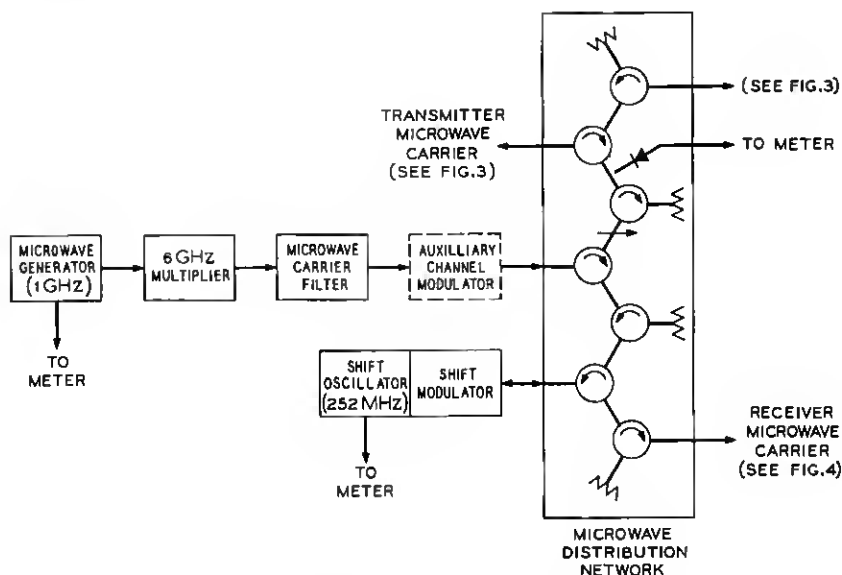 (SEE FIG.3)
TRANSMITTER
MICROWAVE
CARRIER
(SEE FIG.3)
TO METER
MICROWAVE
GENERATOR
(1GHZ)
6 GHZ
MULTIPLIER
MICROWAVE
CARRIER
FILTER
AUXILLIARY
CHANNEL
MODULATOR
TO
METER
SHIFT
OSCILLATOR
(252 MHZ)
SHIFT
MODULATOR
TO
METER
RECEIVER
MICROWAVE
CARRIER
(SEE FIG.4)
MICROWAVE
DISTRIBUTION
NETWORK